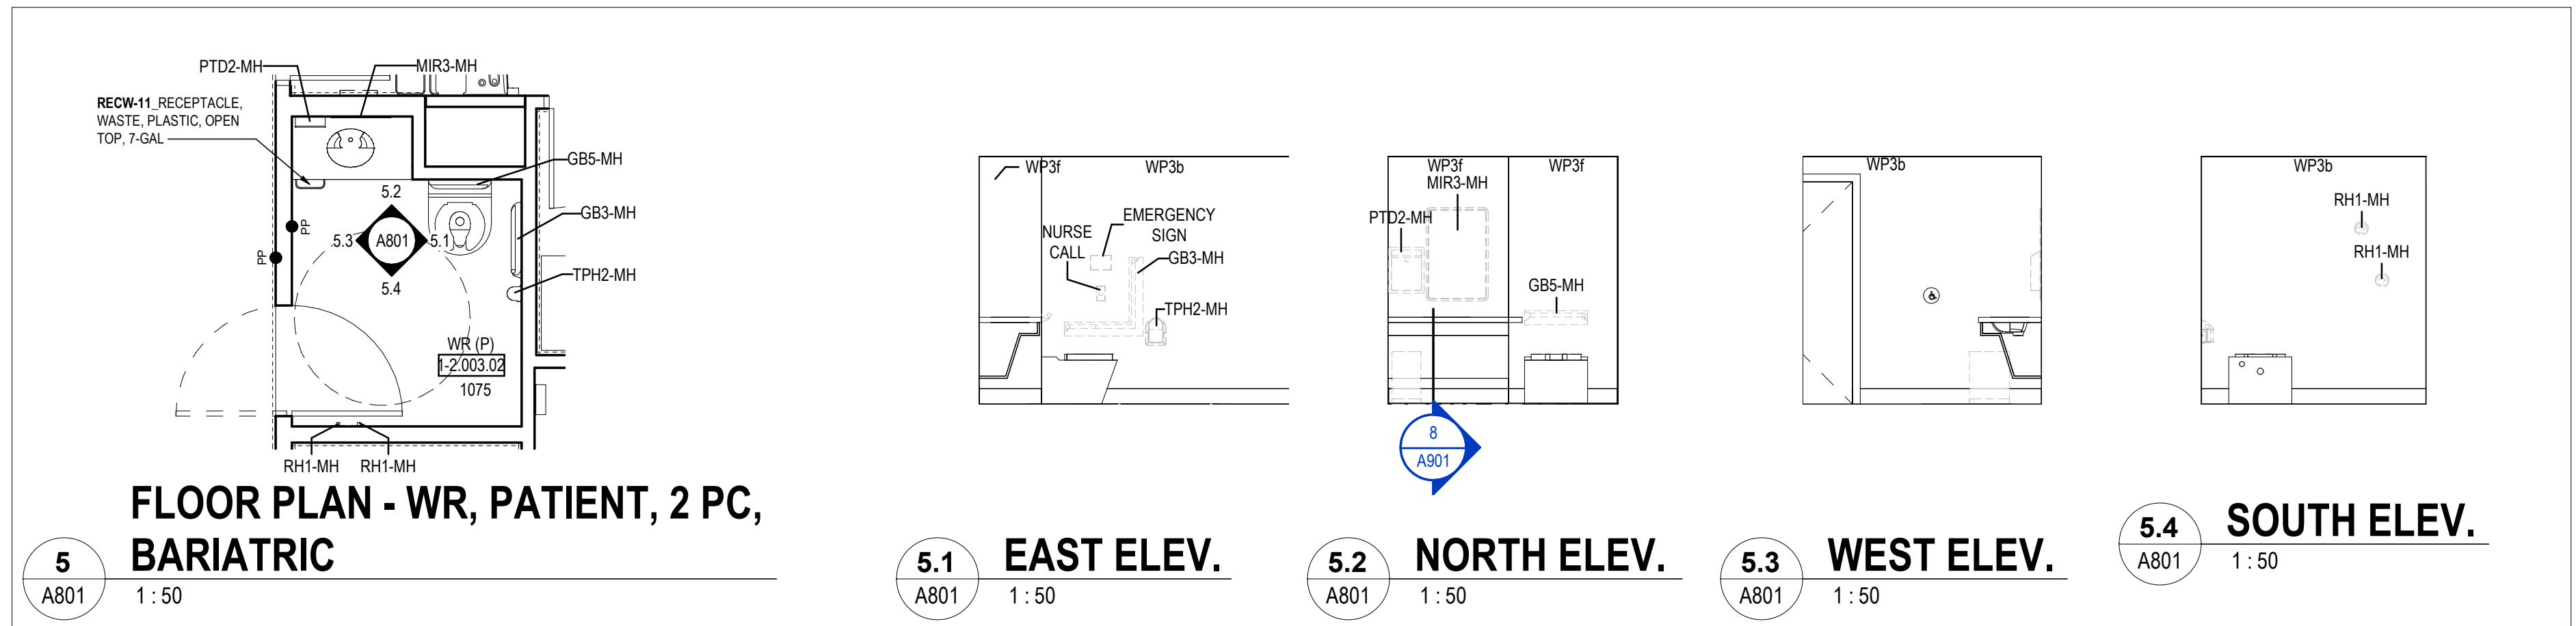 PTD2-MH
MIR3-MH
RECW-11_RECEPTACLE,
WASTE, PLASTIC, OPEN
TOP, 7-GAL
GB5-MH
5.2
GB3-MH
PP
5.3
A801
5.1
PP
TPH2-MH
5.4
WR (P)
1-2.003.02
1075
RH1-MH
RH1-MH
FLOOR PLAN - WR, PATIENT, 2 PC,
BARIATRIC
5
A801
1 : 50
WP3f
WP3b
EMERGENCY
SIGN
NURSE
CALL
GB3-MH
TPH2-MH
5.1
EAST ELEV.
A801
1 : 50
WP3f
WP3f
MIR3-MH
PTD2-MH
GB5-MH
8
A901
5.2
NORTH ELEV.
A801
1 : 50
WP3b
5.3
WEST ELEV.
A801
1 : 50
WP3b
RH1-MH
RH1-MH
5.4
SOUTH ELEV.
A801
1 : 50